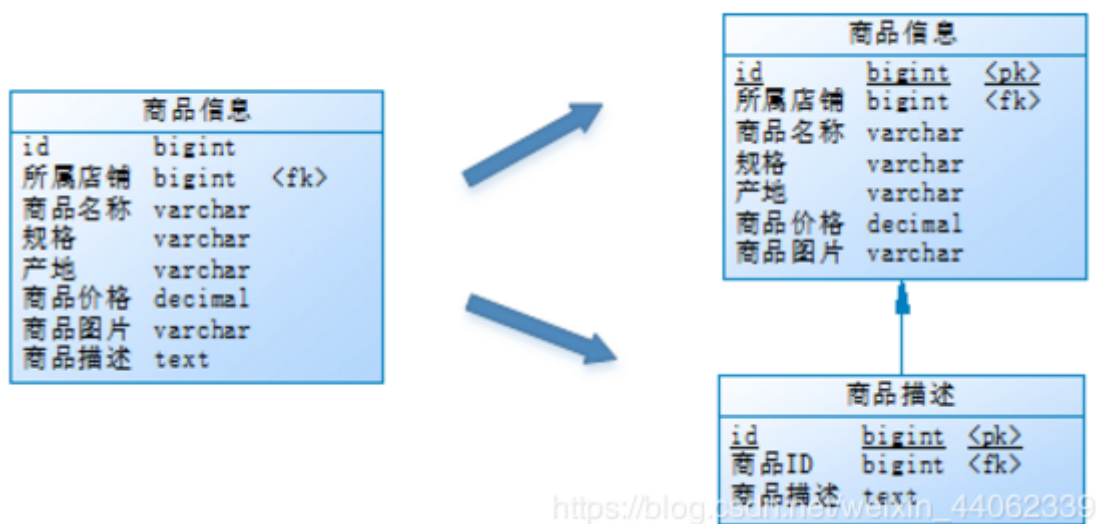 商品信息
id bigint
所属店铺 bigint <fk>
商品名称 varchar
规格 varchar
产地 varchar
商品价格 decimal
商品图片 varchar
商品描述 text
商品信息
id bigint <pk>
所属店铺 bigint <fk>
商品名称 varchar
规格 varchar
产地 varchar
商品价格 decimal
商品图片 varchar
商品描述
id bigint <pk>
商品ID bigint <fk>
商品描述 text
https://blog.csdn.net/weixin_44062339